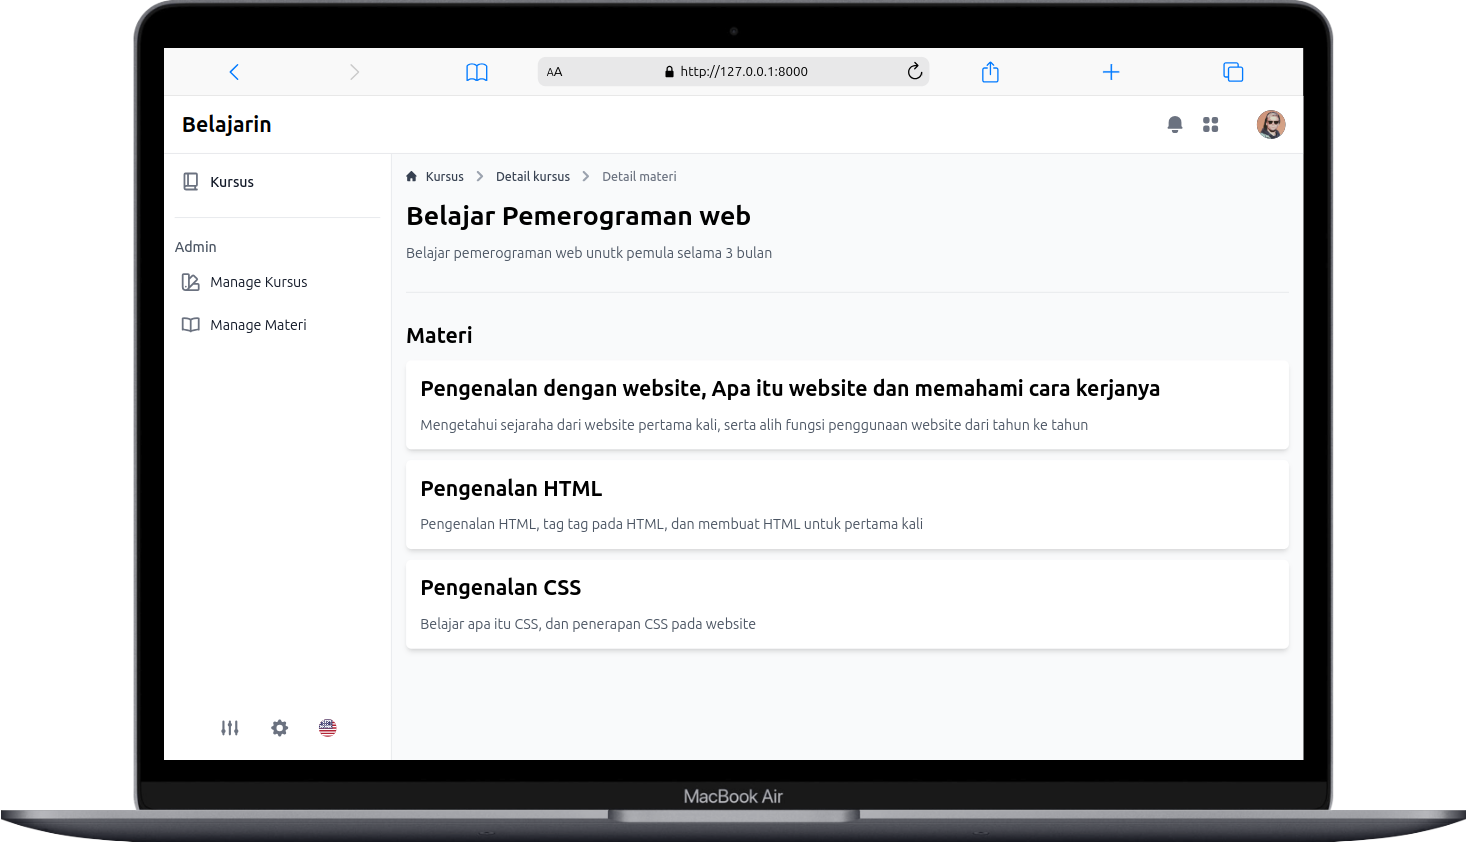 AA http://127.0.0.1:8000
Belajarin
Kursus
Admin
Manage Kursus
Manage Materi
Kursus Detail kursus Detail materi
Belajar Pemerograman web
Belajar pemerograman web unutk pemula selama 3 bulan
Materi
Pengenalan dengan website, Apa itu website dan memahami cara kerjanya
Mengetahui sejaraha dari website pertama kali, serta alih fungsi penggunaan website dari tahun ke tahun
Pengenalan HTML
Pengenalan HTML, tag tag pada HTML, dan membuat HTML untuk pertama kali
Pengenalan CSS
Belajar apa itu CSS, dan penerapan CSS pada website
MacBook Air